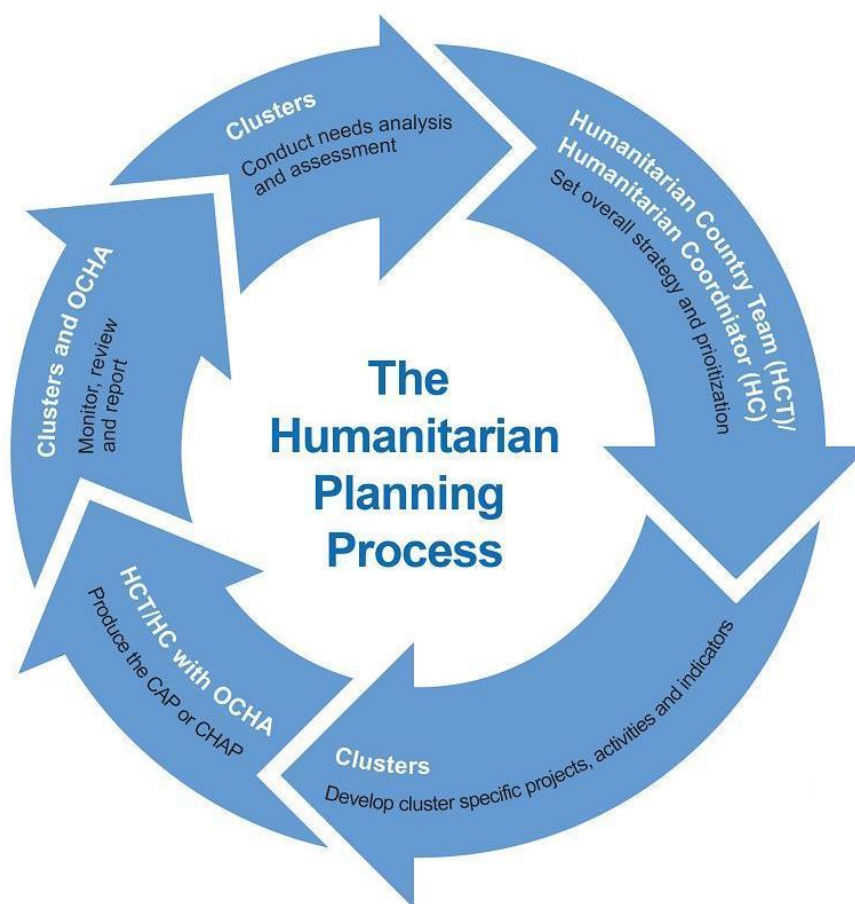 Clusters
Conduct needs analysis
and assessment
Humanitarian Country Team (HCT)/
Humanitarian Coordniator (HC)
Set overall strategy and prioitization
Clusters
Develop cluster specific projects, activities and indicators
HCT/HC with OCHA
Produce the CAP or CHAP
Clusters and OCHA
Monitor, review
and report
The
Humanitarian
Planning
Process